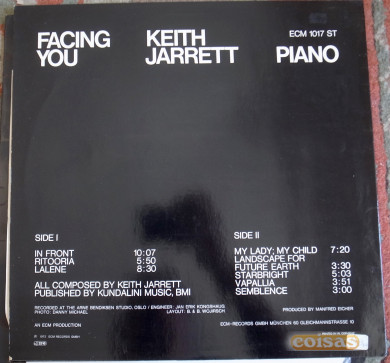 FACING KEITH ECM 1017 ST
YOU JARRETT PIANO
SIDE I
IN FRONT 10:07
RITOORIA 5:50
LALENE 8:30
SIDE II
MY LADY: MY CHILD 7:20
LANDSCAPE FOR
FUTURE EARTH 3:30
STARBRIGHT 5:03
VAPALLIA 3:51
SEMBLENCE 3:00
ALL COMPOSED BY KEITH JARRETT
PUBLISHED BY KUNDALINI MUSIC, BMI
RECORDED AT THE ARNE BENDIKSEN STUDIO, OSLO / ENGINEER: JAN ERIK KONGSHAUG
PHOTO: DANNY MICHAEL LAYOUT: B. & B. WOJIRSCH
PRODUCED BY MANFRED EICHER
AN ECM PRODUCTION
ECM-RECORDS GMBH MÜNCHEN 60 GLEICHMANNSTRASSE 10
℗ 1972 ECM RECORDS GMBH
coisas